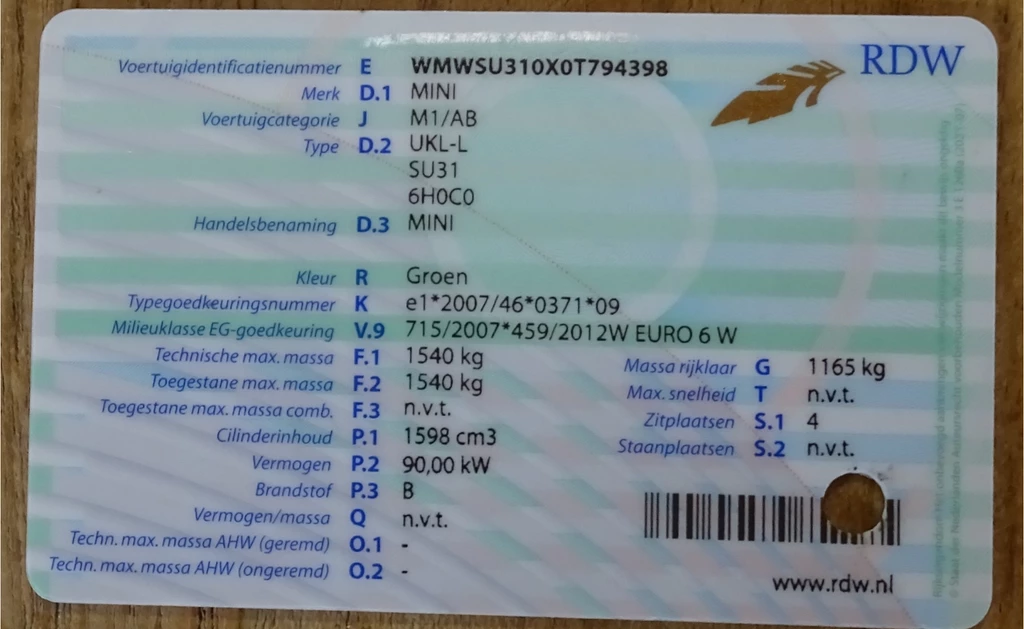 RDW
Voertuigidentificatienummer E WMWSU310X0T794398
Merk D.1 MINI
Voertuigcategorie J M1/AB
Type D.2 UKL-L
SU31
6H0C0
Handelsbenaming D.3 MINI
Kleur R Groen
Typegoedkeuringsnummer K e1*2007/46*0371*09
Milieuklasse EG-goedkeuring V.9 715/2007*459/2012W EURO 6 W
Technische max. massa F.1 1540 kg
Toegestane max. massa F.2 1540 kg
Toegestane max. massa comb. F.3 n.v.t.
Cilinderinhoud P.1 1598 cm3
Vermogen P.2 90,00 kW
Brandstof P.3 B
Vermogen/massa Q n.v.t.
Techn. max. massa AHW (geremd) O.1 -
Techn. max. massa AHW (ongeremd) O.2 -
Massa rijklaar G 1165 kg
Max. snelheid T n.v.t.
Zitplaatsen S.1 4
Staanplaatsen S.2 n.v.t.
www.rdw.nl